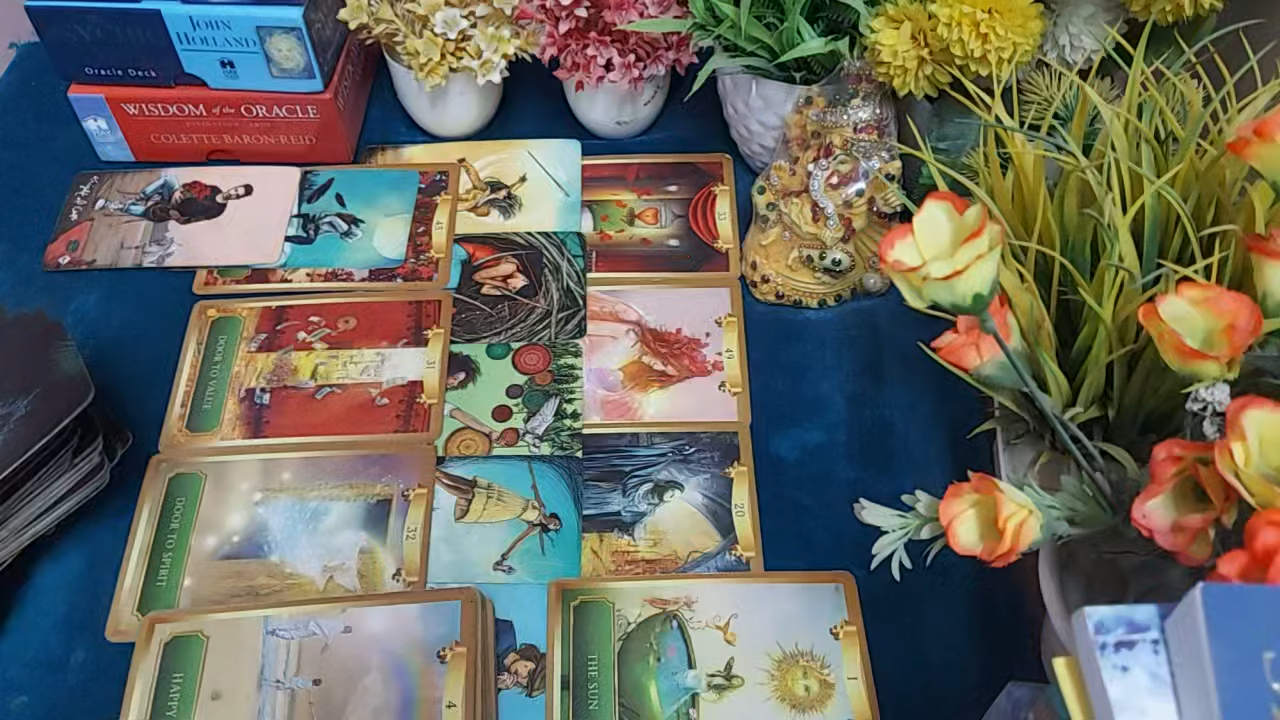 JOHN
HOLLAND
Oracle Deck
HAY
WISDOM of the ORACLE
COLETTE BARON-REID
33
43
49
DOOR TO VALUE
31
20
DOOR TO SPIRIT
32
HAPPY
4
THE SUN
1